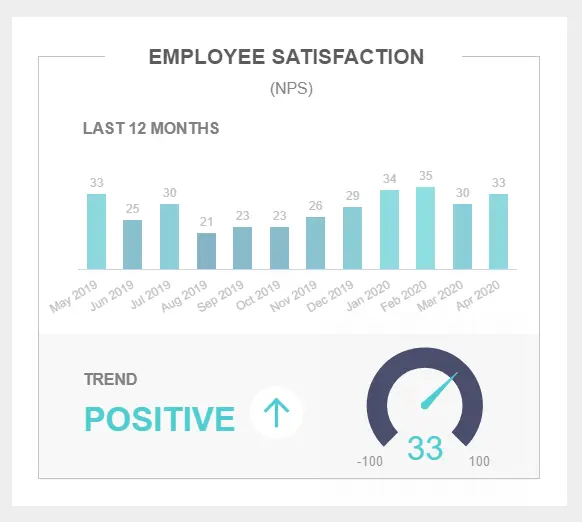 EMPLOYEE SATISFACTION
(NPS)
LAST 12 MONTHS
33
25
30
21
23
23
26
29
34
35
30
33
May 2019
Jun 2019
Jul 2019
Aug 2019
Sep 2019
Oct 2019
Nov 2019
Dec 2019
Jan 2020
Feb 2020
Mar 2020
Apr 2020
TREND
POSITIVE
33
-100
100